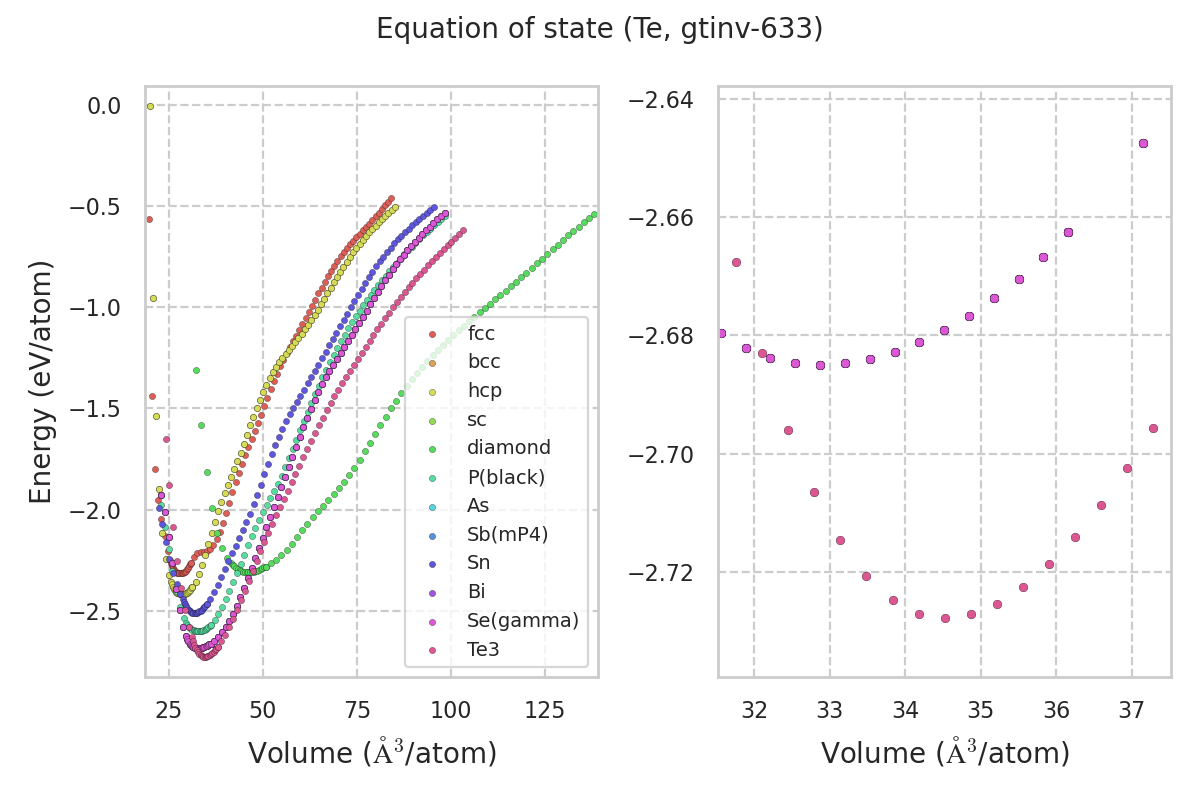 Equation of state (Te, gtinv-633)
Energy (eV/atom)
0.0
−0.5
−1.0
−1.5
−2.0
−2.5
25
50
75
100
125
Volume (Å³/atom)
fcc
bcc
hcp
sc
diamond
P(black)
As
Sb(mP4)
Sn
Bi
Se(gamma)
Te3
−2.64
−2.66
−2.68
−2.70
−2.72
32
33
34
35
36
37
Volume (Å³/atom)